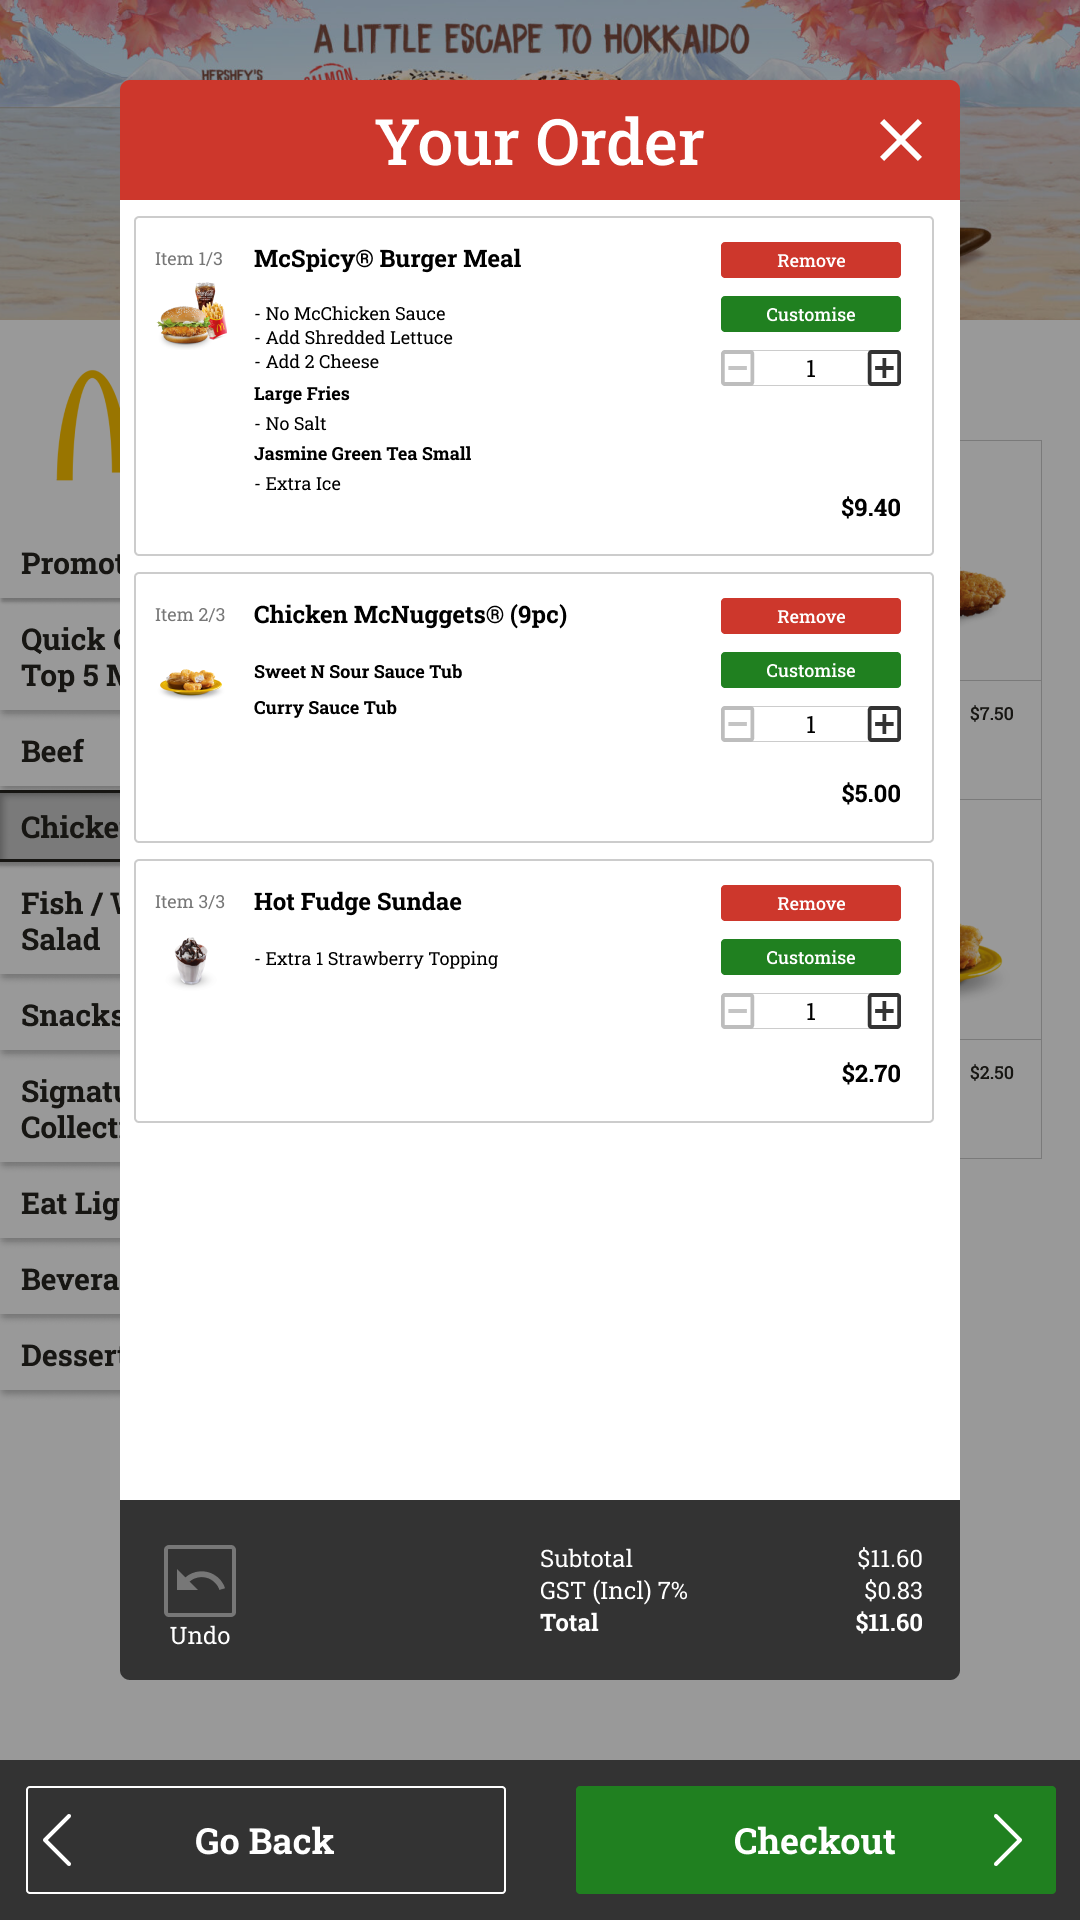 A LITTLE ESCAPE TO HOKKAIDO
HERSHEY'S
SALMON
Your Order
Item 1/3
McSpicy® Burger Meal
Remove
- No McChicken Sauce
- Add Shredded Lettuce
- Add 2 Cheese
Customise
1
Large Fries
- No Salt
Jasmine Green Tea Small
- Extra Ice
$9.40
Item 2/3
Chicken McNuggets® (9pc)
Remove
Sweet N Sour Sauce Tub
Curry Sauce Tub
Customise
1
$5.00
Item 3/3
Hot Fudge Sundae
Remove
- Extra 1 Strawberry Topping
Customise
1
$2.70
Promot
Quick
Top 5
Beef
Chicke
Fish /
Salad
Snacks
Signatu
Collect
Eat Lig
Bevera
Dessert
$7.50
$2.50
Undo
Subtotal $11.60
GST (Incl) 7% $0.83
Total $11.60
Go Back
Checkout